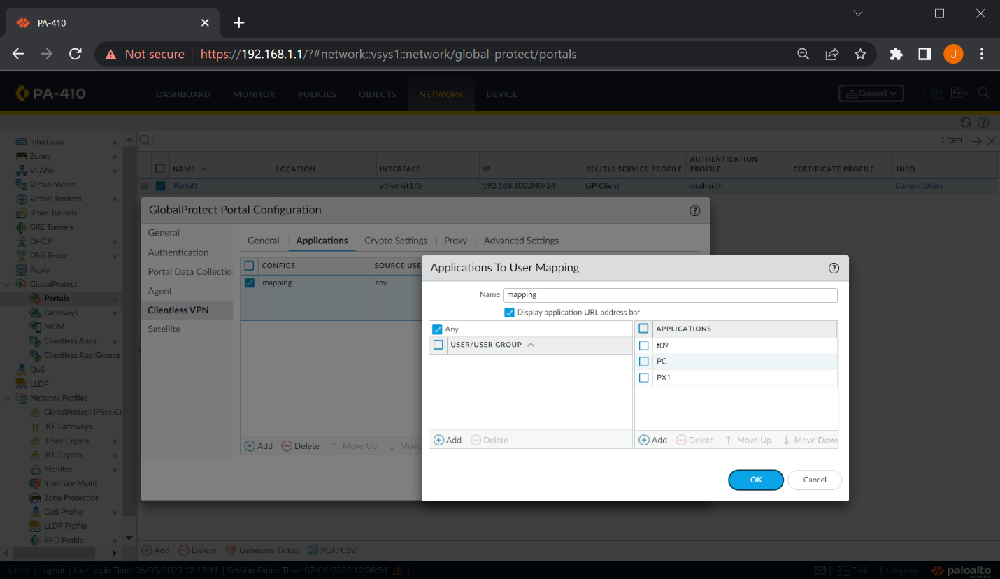 PA-410
Not secure https://192.168.1.1/?#network::vsys1::network/global-protect/portals J
PA-410 DASHBOARD MONITOR POLICIES OBJECTS NETWORK DEVICE Commit
1 item
NAME LOCATION INTERFACE IP SSL/TLS SERVICE PROFILE AUTHENTICATION PROFILE CERTIFICATE PROFILE INFO
Portal1 ethernet1/5 192.168.100.240/24 GP-Client local-auth Current Users
Interfaces
Zones
VLANs
Virtual Wires
Virtual Routers
IPSec Tunnels
GRE Tunnels
DHCP
DNS Proxy
Proxy
GlobalProtect
Portals
Gateways
MDM
Clientless Apps
Clientless App Groups
QoS
LLDP
Network Profiles
GlobalProtect IPSec Cr
IKE Gateways
IPSec Crypto
IKE Crypto
Monitor
Interface Mgmt
Zone Protection
QoS Profile
LLDP Profile
BFD Profile
GlobalProtect Portal Configuration
General
Authentication
Portal Data Collectio
Agent
Clientless VPN
Satellite
General Applications Crypto Settings Proxy Advanced Settings
CONFIGS SOURCE USE
mapping any
Add Delete Move Up Move
Applications To User Mapping
Name mapping
Display application URL address bar
Any
USER/USER GROUP
Add Delete
APPLICATIONS
f09
PC
PX1
Add Delete Move Up Move Down
OK Cancel
Add Delete Generate Ticket PDF/CSV
admin | Logout | Last Login Time: 06/05/2023 12:13:41 | Session Expire Time: 07/06/2023 12:08:54 | Tasks | Language paloalto
NETWORKS